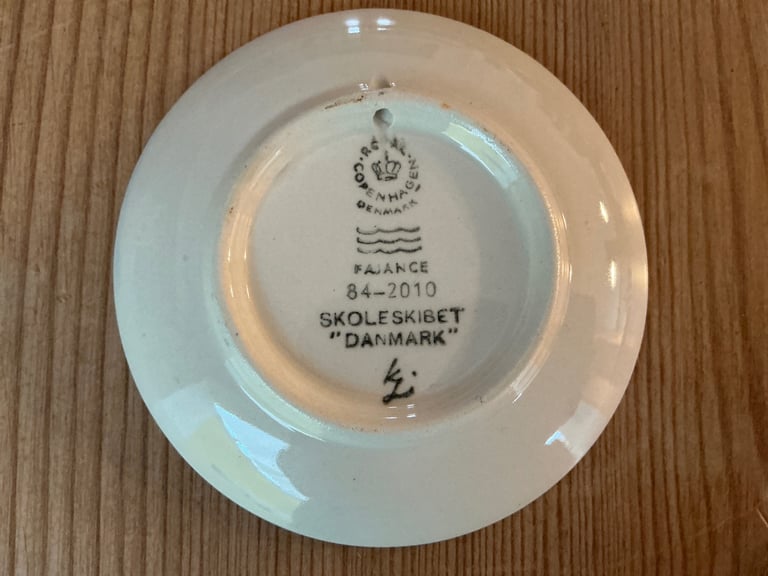 ROYAL
COPENHAGEN
DENMARK
FAJANCE
84-2010
SKOLESKIBET
"DANMARK"